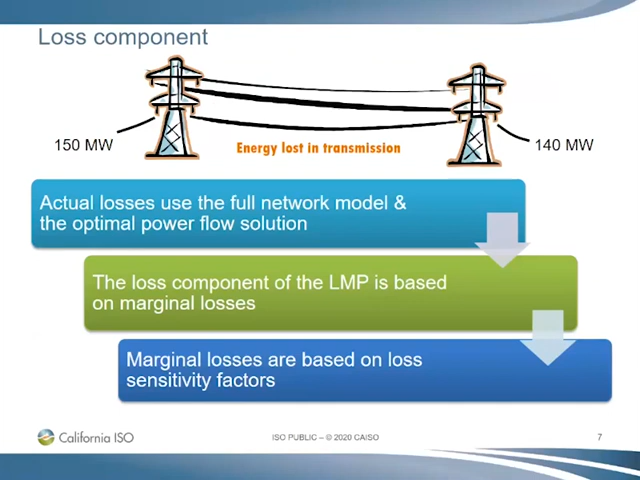 Loss component
150 MW
Energy lost in transmission
140 MW
Actual losses use the full network model &
the optimal power flow solution
The loss component of the LMP is based
on marginal losses
Marginal losses are based on loss
sensitivity factors
California ISO
ISO PUBLIC – © 2020 CAISO
7